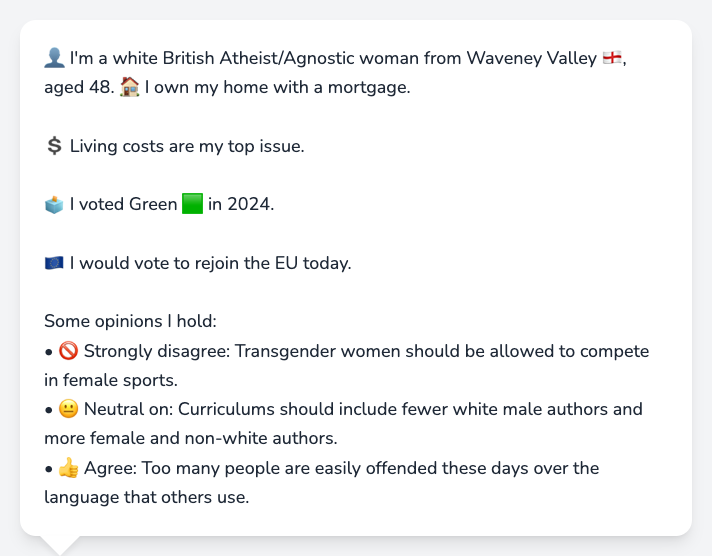 👤 I'm a white British Atheist/Agnostic woman from Waveney Valley 🏴󠁧󠁢󠁥󠁮󠁧󠁿,
aged 48. 🏠 I own my home with a mortgage.
💲 Living costs are my top issue.
🗳️ I voted Green 🟩 in 2024.
🇪🇺 I would vote to rejoin the EU today.
Some opinions I hold:
• 🚫 Strongly disagree: Transgender women should be allowed to compete
in female sports.
• 😐 Neutral on: Curriculums should include fewer white male authors and
more female and non-white authors.
• 👍 Agree: Too many people are easily offended these days over the
language that others use.